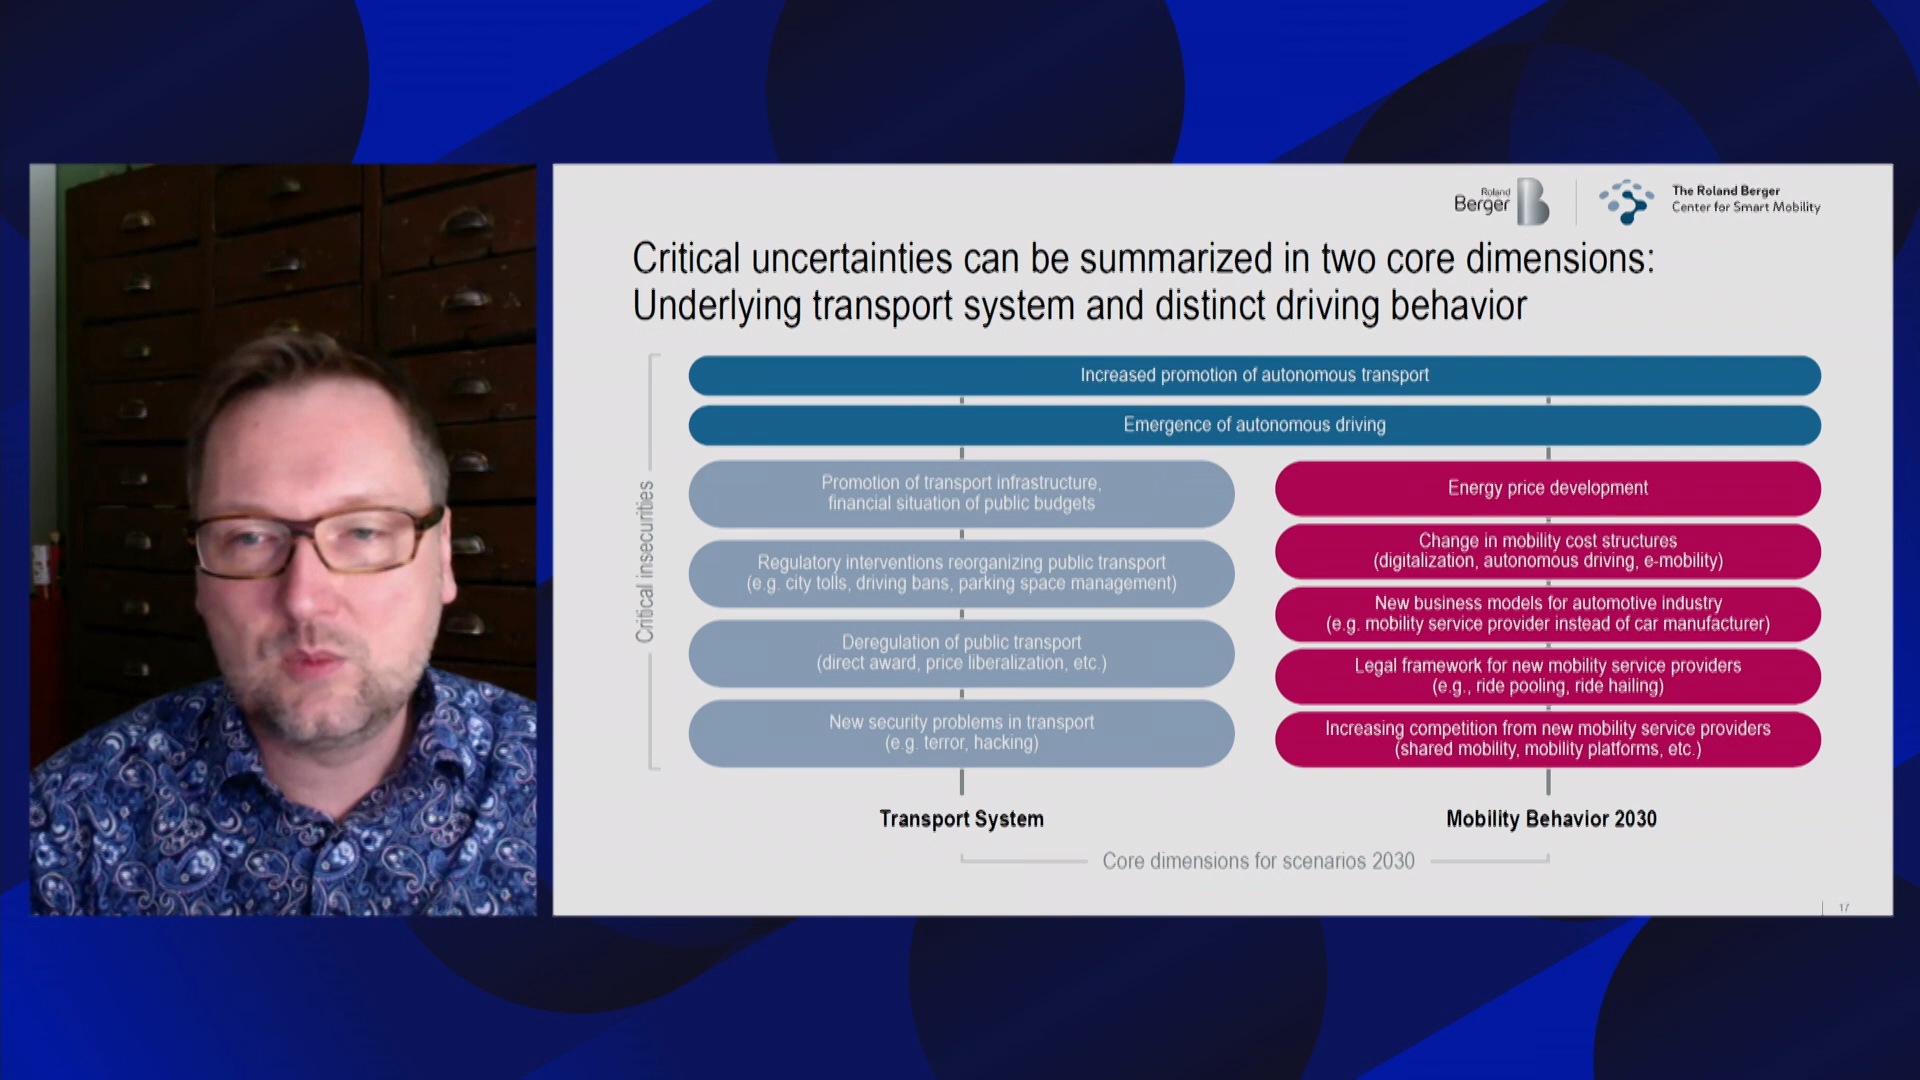 Roland
Berger
The Roland Berger
Center for Smart Mobility
Critical uncertainties can be summarized in two core dimensions:
Underlying transport system and distinct driving behavior
Critical insecurities
Increased promotion of autonomous transport
Emergence of autonomous driving
Promotion of transport infrastructure,
financial situation of public budgets
Regulatory interventions reorganizing public transport
(e.g. city tolls, driving bans, parking space management)
Deregulation of public transport
(direct award, price liberalization, etc.)
New security problems in transport
(e.g. terror, hacking)
Transport System
Energy price development
Change in mobility cost structures
(digitalization, autonomous driving, e-mobility)
New business models for automotive industry
(e.g. mobility service provider instead of car manufacturer)
Legal framework for new mobility service providers
(e.g., ride pooling, ride hailing)
Increasing competition from new mobility service providers
(shared mobility, mobility platforms, etc.)
Mobility Behavior 2030
Core dimensions for scenarios 2030
17